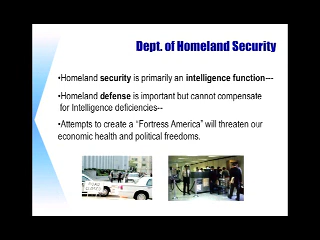 Dept. of Homeland Security
•Homeland security is primarily an intelligence function---
•Homeland defense is important but cannot compensate
for Intelligence deficiencies--
•Attempts to create a “Fortress America” will threaten our
economic health and political freedoms.